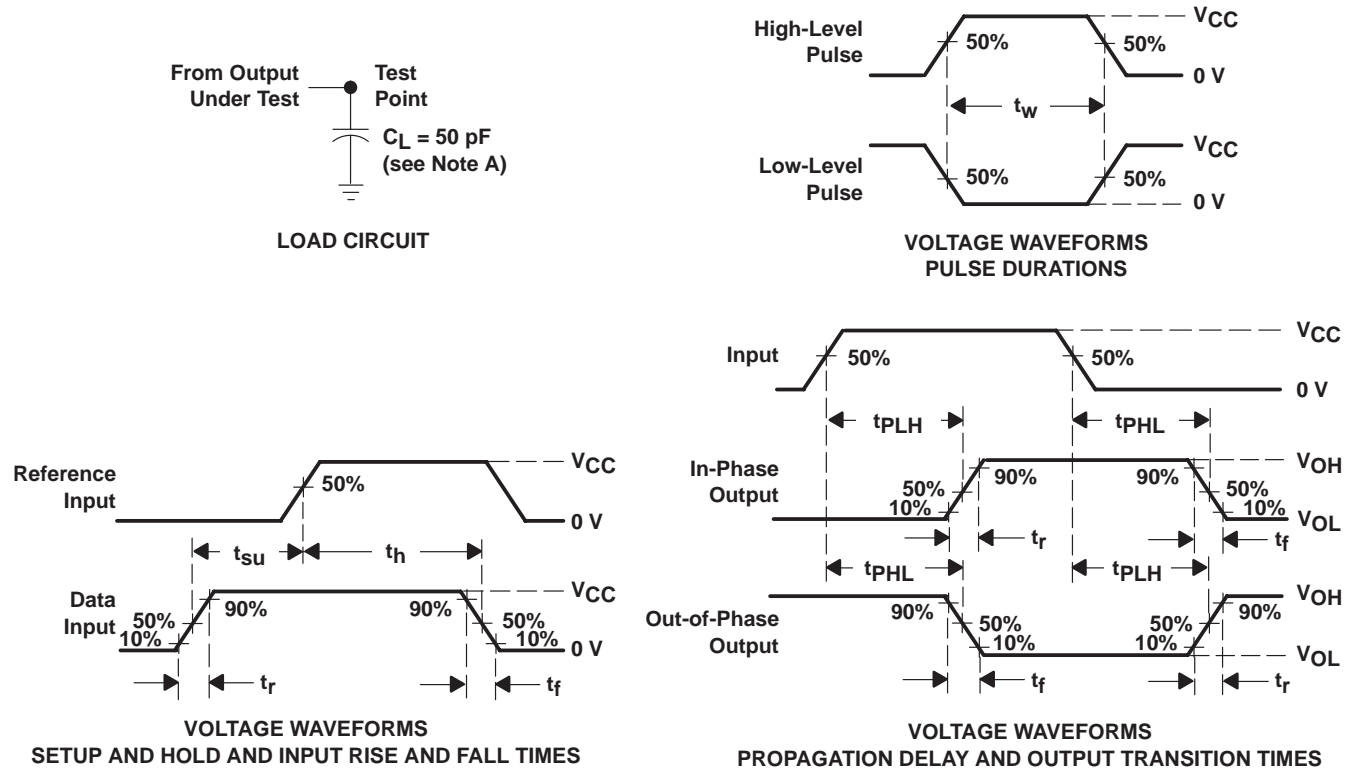 From Output
Under Test
Test
Point
CL = 50 pF
(see Note A)
LOAD CIRCUIT
High-Level
Pulse
50%
50%
VCC
0 V
tw
Low-Level
Pulse
50%
50%
VCC
0 V
VOLTAGE WAVEFORMS
PULSE DURATIONS
Reference
Input
50%
VCC
0 V
tsu
th
Data
Input
50%
10%
90%
90%
50%
10%
VCC
0 V
tr
tf
VOLTAGE WAVEFORMS
SETUP AND HOLD AND INPUT RISE AND FALL TIMES
Input
50%
50%
VCC
0 V
tPLH
tPHL
In-Phase
Output
50%
10%
90%
90%
50%
10%
VOH
VOL
tr
tf
tPHL
tPLH
Out-of-Phase
Output
90%
50%
10%
50%
10%
90%
VOH
VOL
tf
tr
VOLTAGE WAVEFORMS
PROPAGATION DELAY AND OUTPUT TRANSITION TIMES